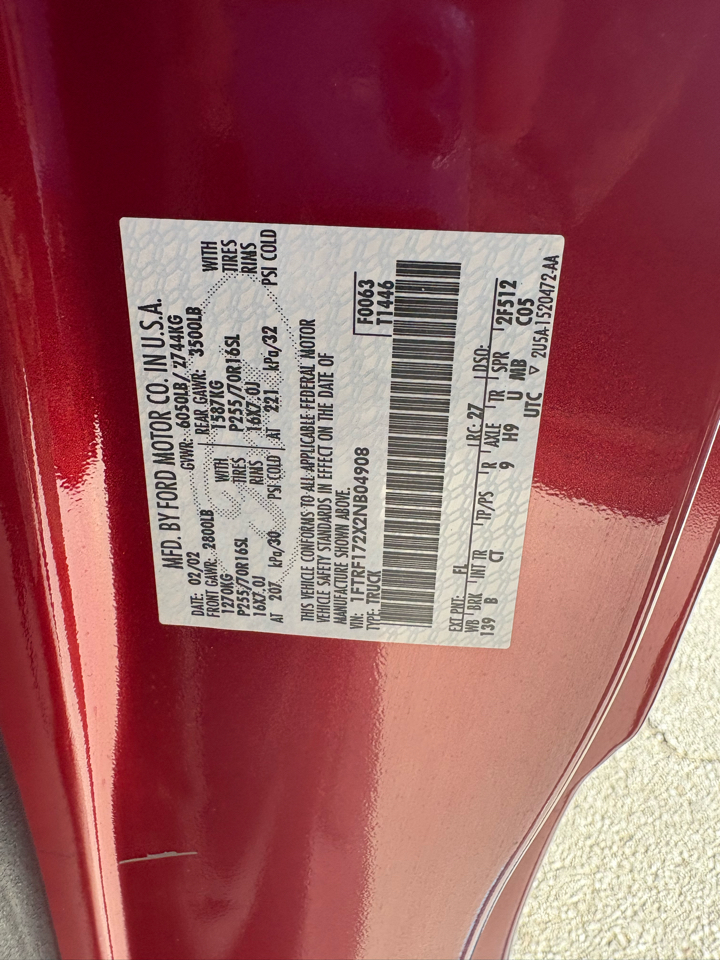 MFD. BY FORD MOTOR CO. IN U.S.A.
DATE: 02/02 GVWR: 6050LB/ 2744KG
FRONT GAWR: 2800LB REAR GAWR: 3500LB
1270KG WITH 1587KG WITH
P255/70R16SL TIRES P255/70R16SL TIRES
16X7.0J RIMS 16X7.0J RIMS
AT 207 kPa/30 PSI COLD AT 221 kPa/32 PSI COLD
THIS VEHICLE CONFORMS TO ALL APPLICABLE FEDERAL MOTOR
VEHICLE SAFETY STANDARDS IN EFFECT ON THE DATE OF
MANUFACTURE SHOWN ABOVE.
VIN: 1FTRF172X2NB04908 F0063
TYPE: TRUCK T1446
EXT PNT: FL RC: 27 DSO:
WB BRK INT TR TP/PS R AXLE TR SPR 2F512
139 B CT 9 H9 U MB C05
UTC ▽ 2U5A-1520472-AA